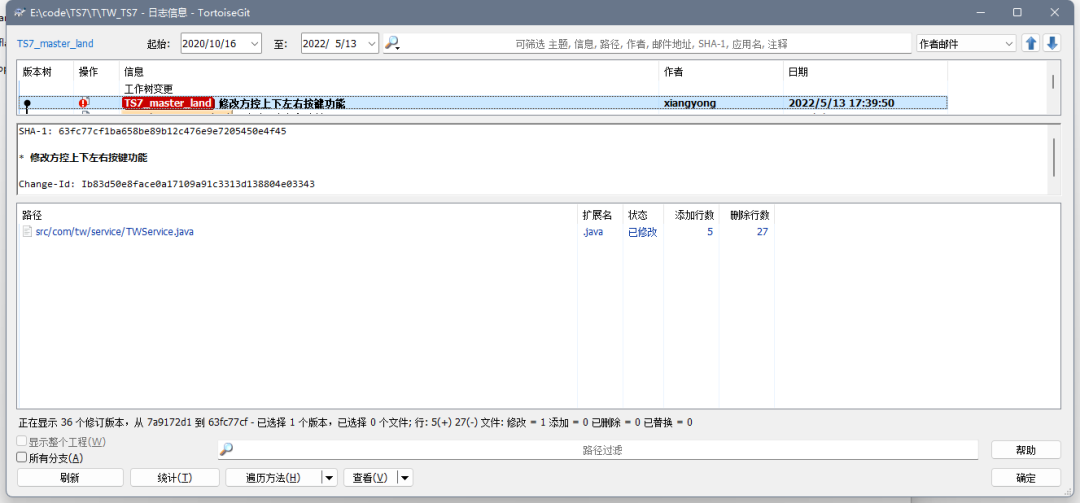 E:\code\TS7\T\TW_TS7 - 日志信息 - TortoiseGit
TS7_master_land 起始: 2020/10/16 至: 2022/ 5/13 可筛选 主题, 信息, 路径, 作者, 邮件地址, SHA-1, 应用名, 注释 作者邮件
版本树 操作 信息 作者 日期
工作树变更
TS7_master_land 修改方控上下左右按键功能 xiangyong 2022/5/13 17:39:50
SHA-1: 63fc77cf1ba658be89b12c476e9e7205450e4f45
* 修改方控上下左右按键功能
Change-Id: Ib83d50e8face0a17109a91c3313d138804e03343
路径 扩展名 状态 添加行数 删除行数
src/com/tw/service/TWService.java .java 已修改 5 27
正在显示 36 个修订版本，从 7a9172d1 到 63fc77cf - 已选择 1 个版本，已选择 0 个文件; 行: 5(+) 27(-) 文件: 修改 = 1 添加 = 0 已删除 = 0 已替换 = 0
显示整个工程(W)
所有分支(A) 路径过滤 帮助
刷新 统计(T) 遍历方法(H) 查看(V) 确定